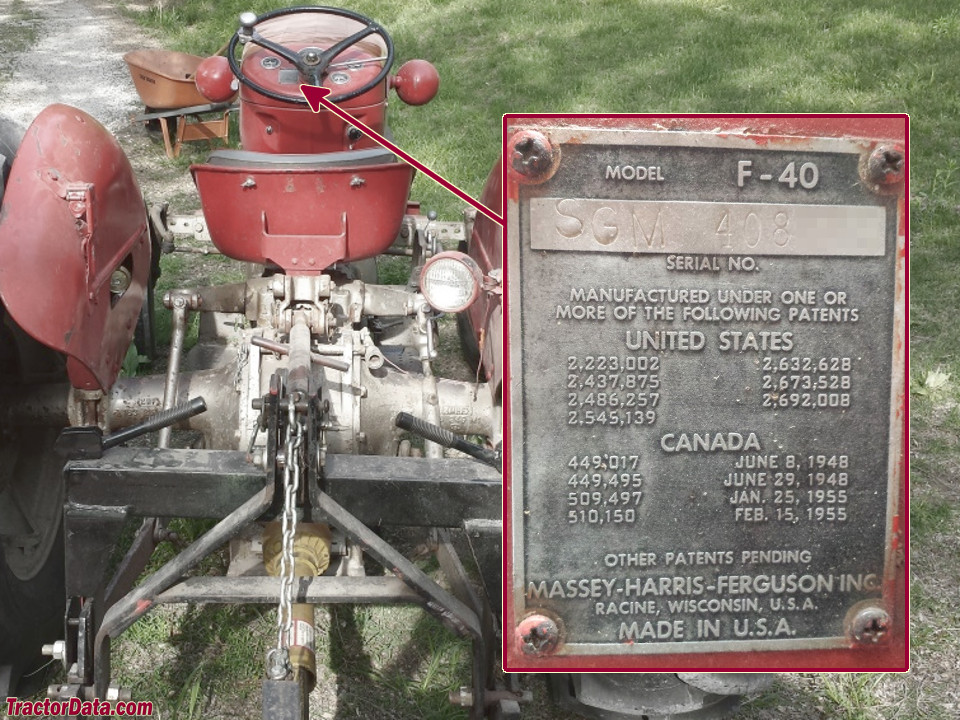 MODEL F-40
SGM 408
SERIAL NO.
MANUFACTURED UNDER ONE OR
MORE OF THE FOLLOWING PATENTS
UNITED STATES
2,223,002 2,632,628
2,437,875 2,673,528
2,486,257 2,692,008
2,545,139
CANADA
449,017 JUNE 8, 1948
449,495 JUNE 29, 1948
509,497 JAN. 25, 1955
510,150 FEB. 15, 1955
OTHER PATENTS PENDING
MASSEY-HARRIS-FERGUSON INC.
RACINE, WISCONSIN, U.S.A.
MADE IN U.S.A.
TractorData.com